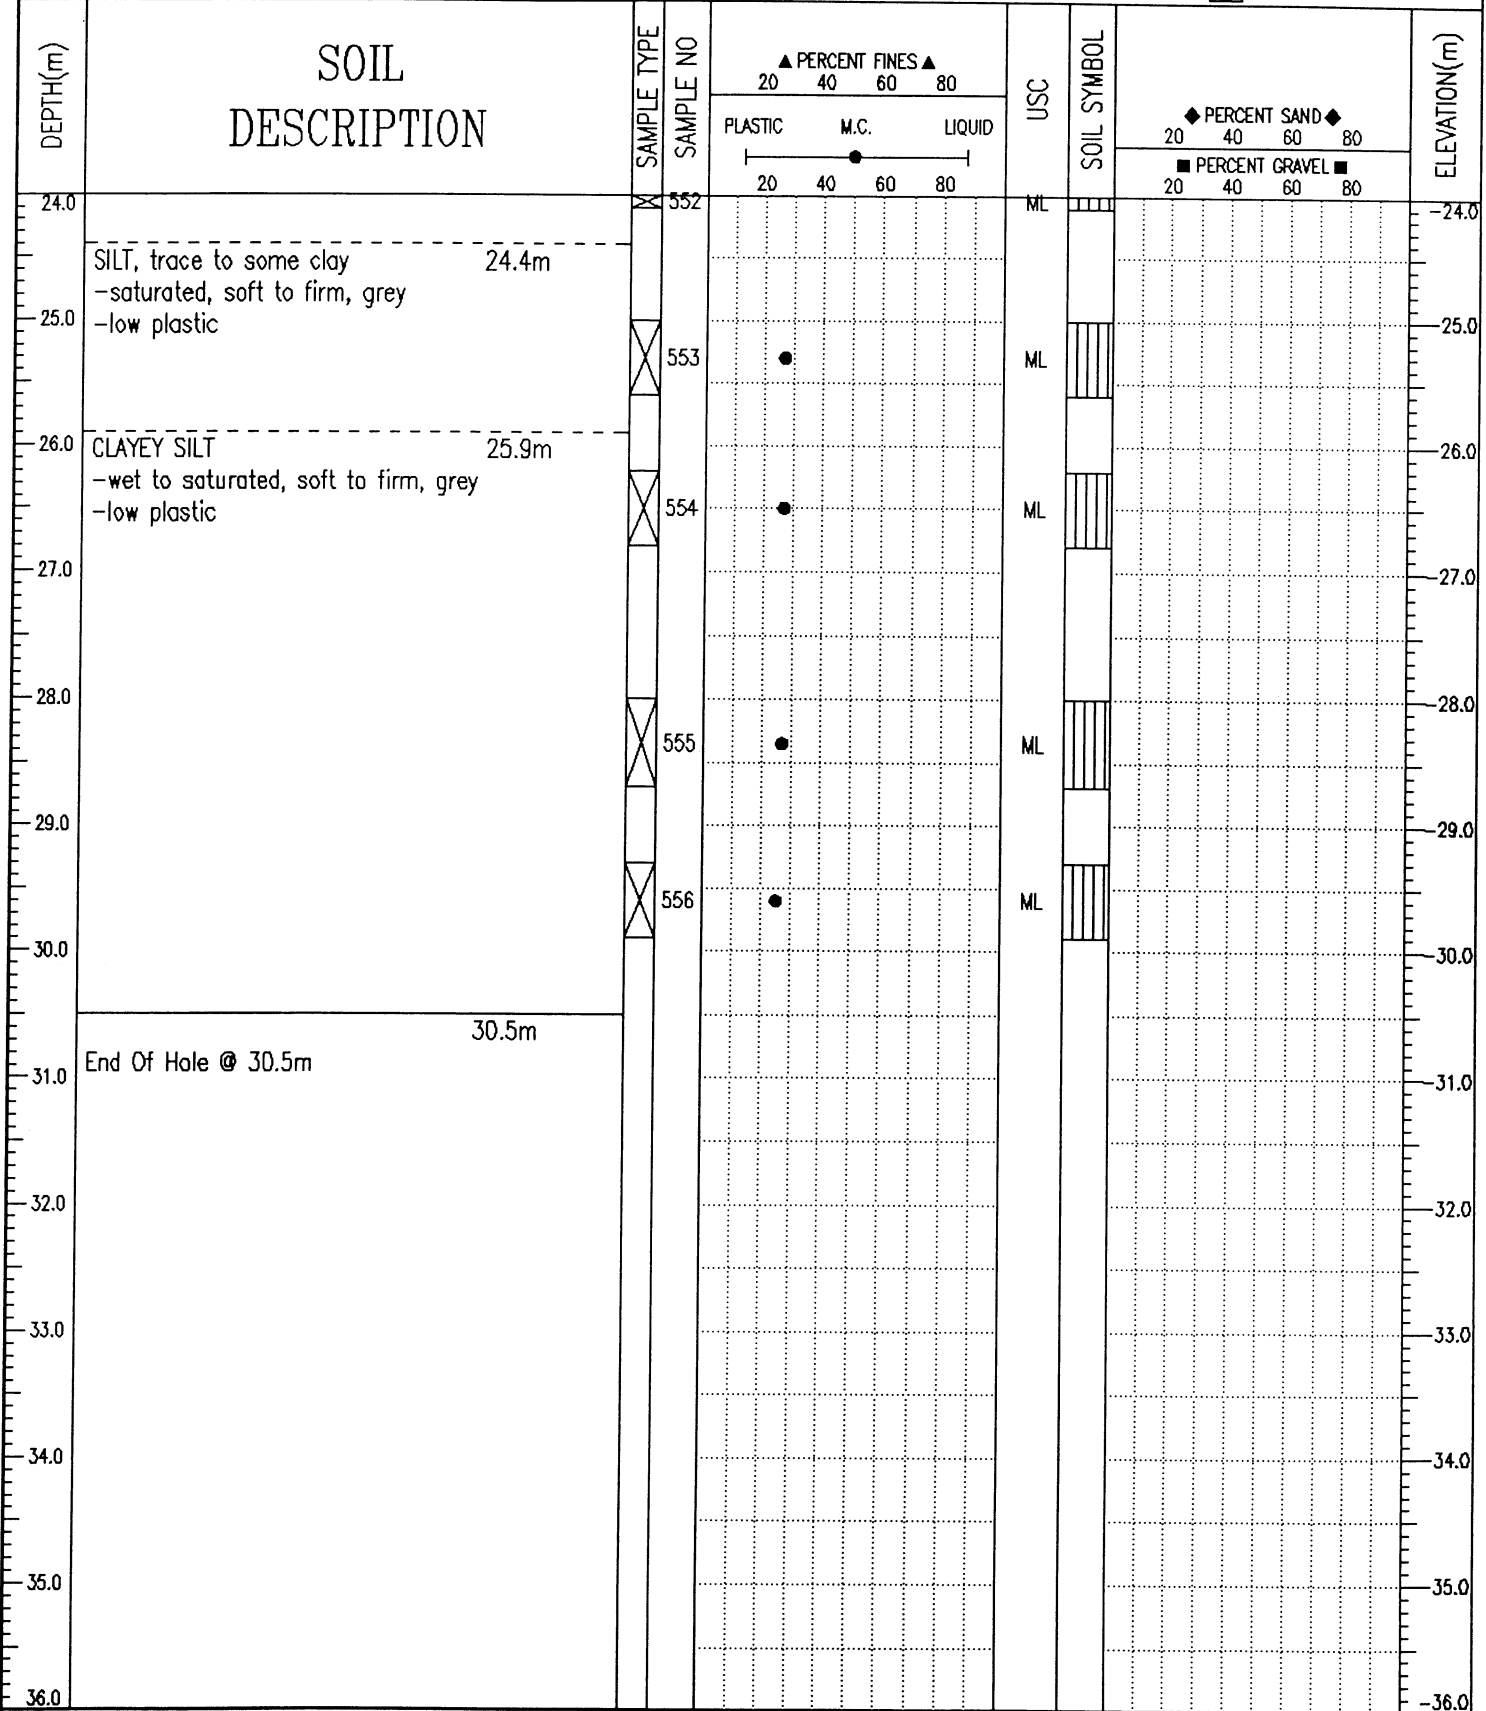 DEPTH(m)
SOIL
DESCRIPTION
SAMPLE TYPE
SAMPLE NO
▲ PERCENT FINES ▲
20 40 60 80
PLASTIC M.C. LIQUID
20 40 60 80
USC
SOIL SYMBOL
◆ PERCENT SAND ◆
20 40 60 80
■ PERCENT GRAVEL ■
20 40 60 80
ELEVATION(m)
24.0 552 ML -24.0
SILT, trace to some clay 24.4m
-saturated, soft to firm, grey
25.0 -low plastic -25.0
553 ML
26.0 CLAYEY SILT 25.9m -26.0
-wet to saturated, soft to firm, grey
-low plastic 554 ML
27.0 -27.0
28.0 -28.0
555 ML
29.0 -29.0
556 ML
30.0 -30.0
30.5m
End Of Hole @ 30.5m
31.0 -31.0
32.0 -32.0
33.0 -33.0
34.0 -34.0
35.0 -35.0
36.0 -36.0